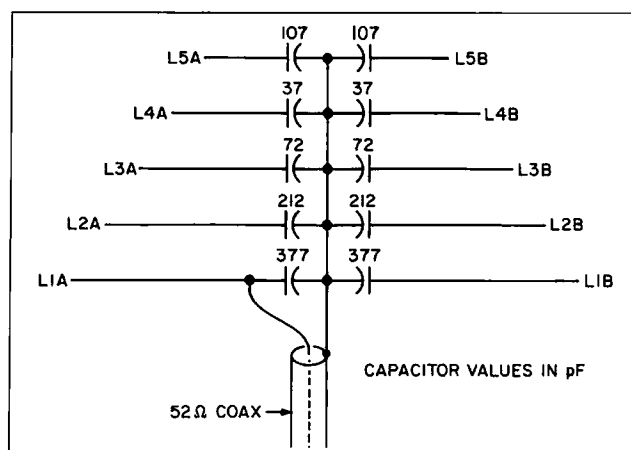 107 107
L5A L5B
37 37
L4A L4B
72 72
L3A L3B
212 212
L2A L2B
377 377
L1A L1B
CAPACITOR VALUES IN pF
52Ω COAX